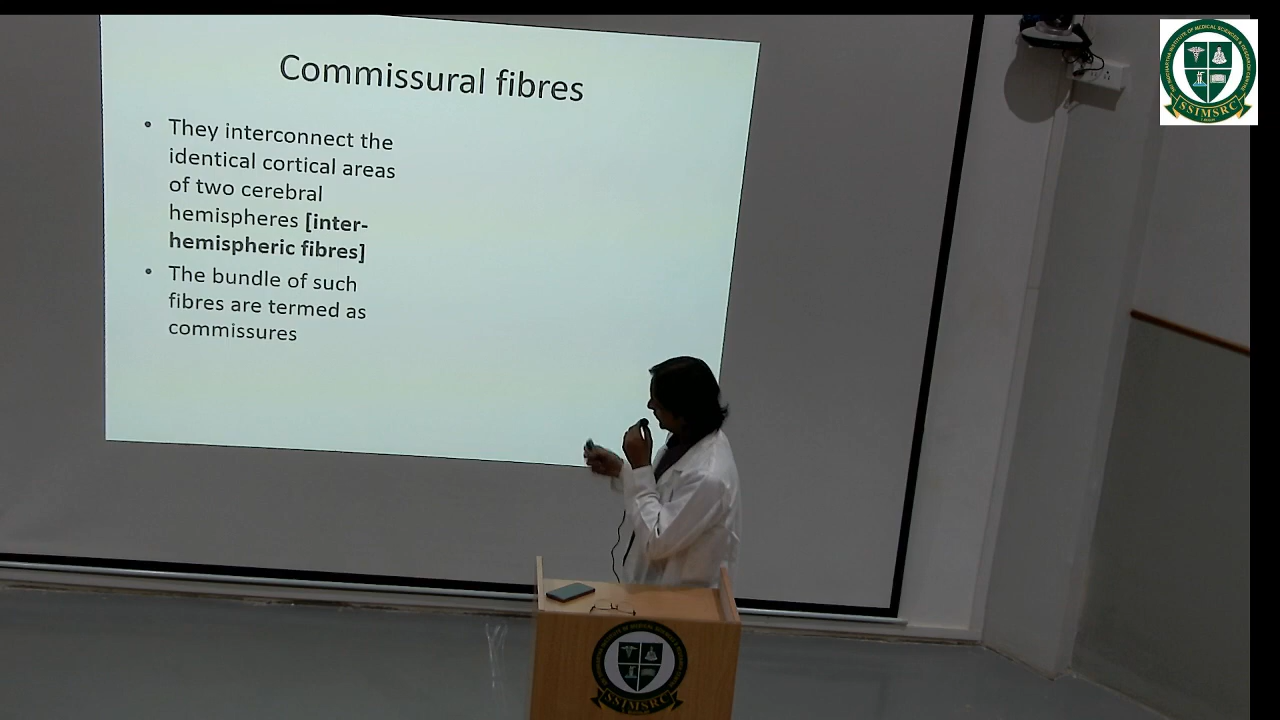 Commissural fibres
• They interconnect the
identical cortical areas
of two cerebral
hemispheres [inter-
hemispheric fibres]
• The bundle of such
fibres are termed as
commissures
SSIMSRC
SSIMSRC